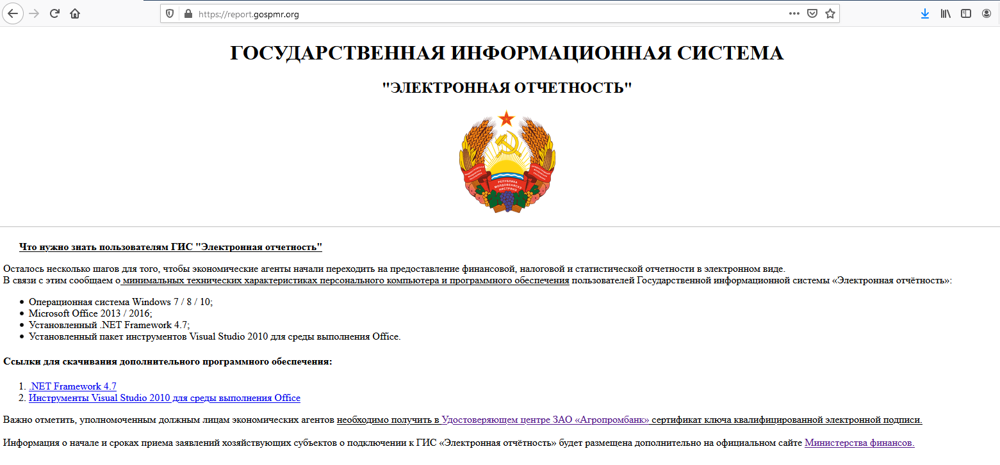 https://report.gospmr.org
ГОСУДАРСТВЕННАЯ ИНФОРМАЦИОННАЯ СИСТЕМА
"ЭЛЕКТРОННАЯ ОТЧЕТНОСТЬ"
РЕПУБЛИКА
МОЛДОВЕНЯСКЭ
НИСТРЯНЭ
Что нужно знать пользователям ГИС "Электронная отчетность"
Осталось несколько шагов для того, чтобы экономические агенты начали переходить на предоставление финансовой, налоговой и статистической отчетности в электронном виде.
В связи с этим сообщаем о минимальных технических характеристиках персонального компьютера и программного обеспечения пользователей Государственной информационной системы «Электронная отчётность»:
• Операционная система Windows 7 / 8 / 10;
• Microsoft Office 2013 / 2016;
• Установленный .NET Framework 4.7;
• Установленный пакет инструментов Visual Studio 2010 для среды выполнения Office.
Ссылки для скачивания дополнительного программного обеспечения:
1. .NET Framework 4.7
2. Инструменты Visual Studio 2010 для среды выполнения Office
Важно отметить, уполномоченным должным лицам экономических агентов необходимо получить в Удостоверяющем центре ЗАО «Агропромбанк» сертификат ключа квалифицированной электронной подписи.
Информация о начале и сроках приема заявлений хозяйствующих субъектов о подключении к ГИС «Электронная отчётность» будет размещена дополнительно на официальном сайте Министерства финансов.